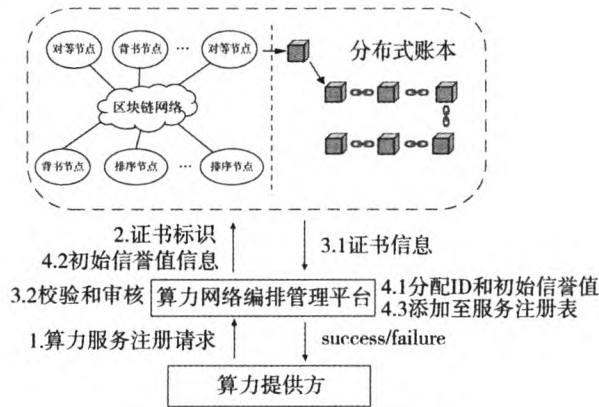 对等节点
背书节点
...
对等节点
分布式账本
区块链网络
背书节点
排序节点
...
排序节点
2.证书标识
4.2初始信誉值信息
3.1证书信息
3.2校验和审核
算力网络编排管理平台
4.1分配ID和初始信誉值
4.3添加至服务注册表
1.算力服务注册请求
success/failure
算力提供方